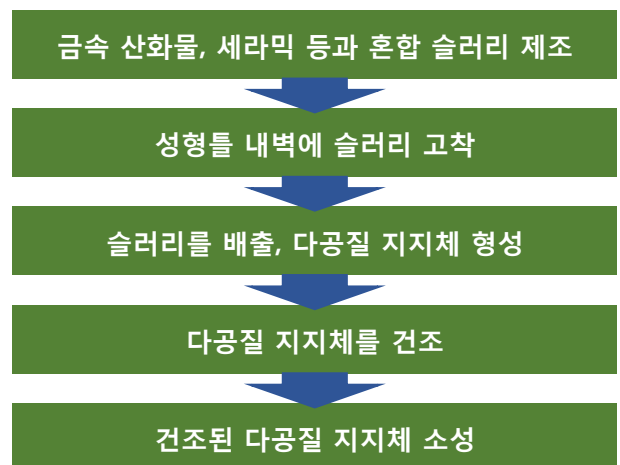 금속 산화물, 세라믹 등과 혼합 슬러리 제조
성형틀 내벽에 슬러리 고착
슬러리를 배출, 다공질 지지체 형성
다공질 지지체를 건조
건조된 다공질 지지체 소성